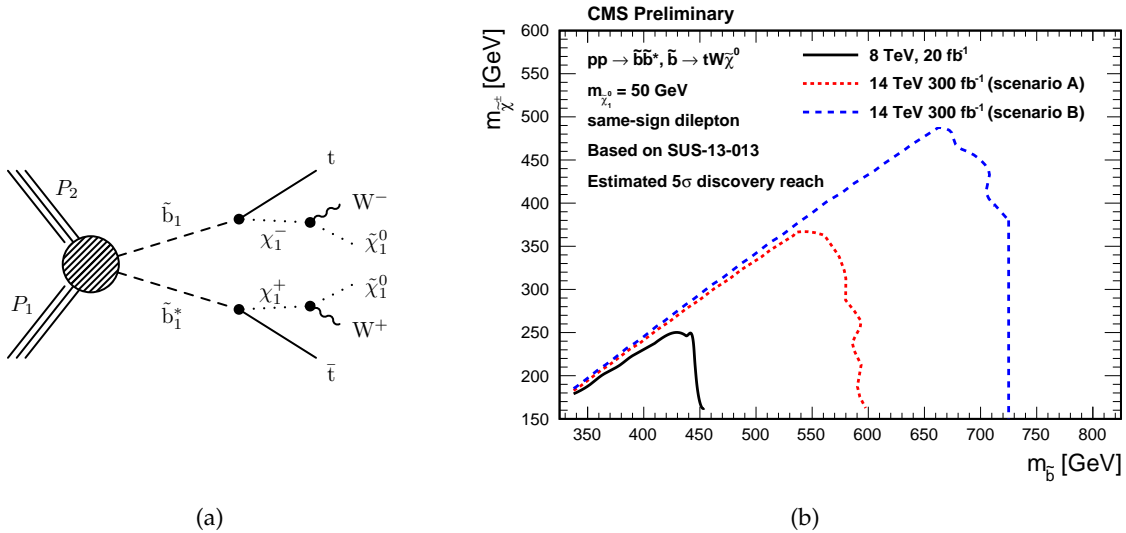 P₂
P₁
b̃₁
b̃₁*
t
W⁻
χ₁⁻
χ̃₁⁰
χ₁⁺
χ̃₁⁰
W⁺
t̄
(a)
CMS Preliminary
pp → b̃b̃*, b̃ → tWχ̃⁰
m_χ̃₁⁰ = 50 GeV
same-sign dilepton
Based on SUS-13-013
Estimated 5σ discovery reach
8 TeV, 20 fb⁻¹
14 TeV 300 fb⁻¹ (scenario A)
14 TeV 300 fb⁻¹ (scenario B)
m_χ̃± [GeV]
600
550
500
450
400
350
300
250
200
150
350 400 450 500 550 600 650 700 750 800
m_b̃ [GeV]
(b)